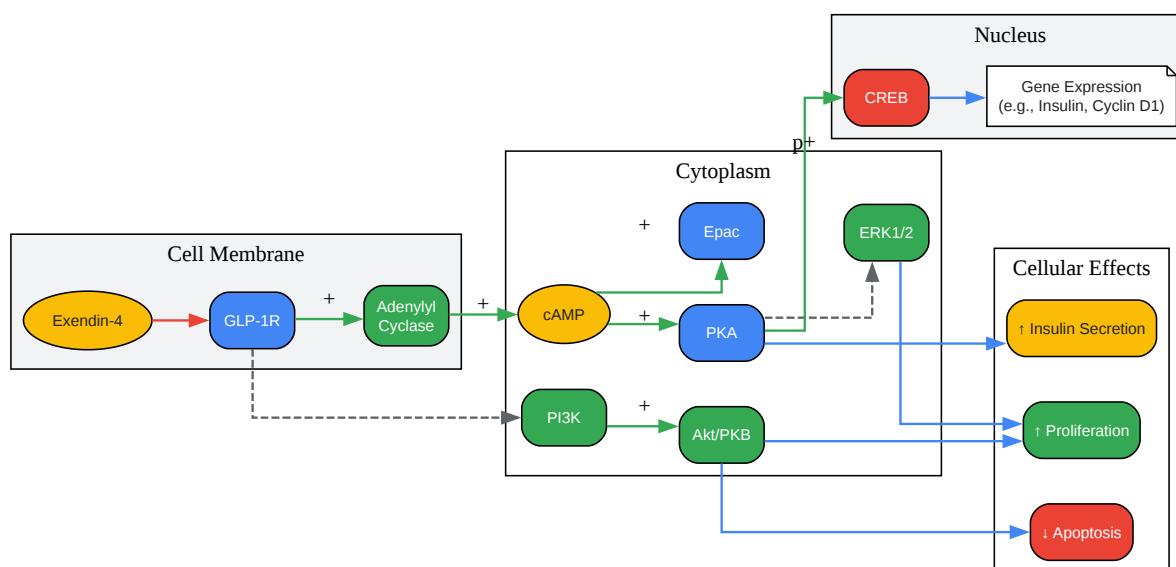 Nucleus
CREB
Gene Expression
(e.g., Insulin, Cyclin D1)
p+
Cytoplasm
+
Epac
ERK1/2
Cell Membrane
Exendin-4
GLP-1R
+
Adenylyl
Cyclase
+
cAMP
+
PKA
PI3K
+
Akt/PKB
Cellular Effects
↑ Insulin Secretion
↑ Proliferation
↓ Apoptosis